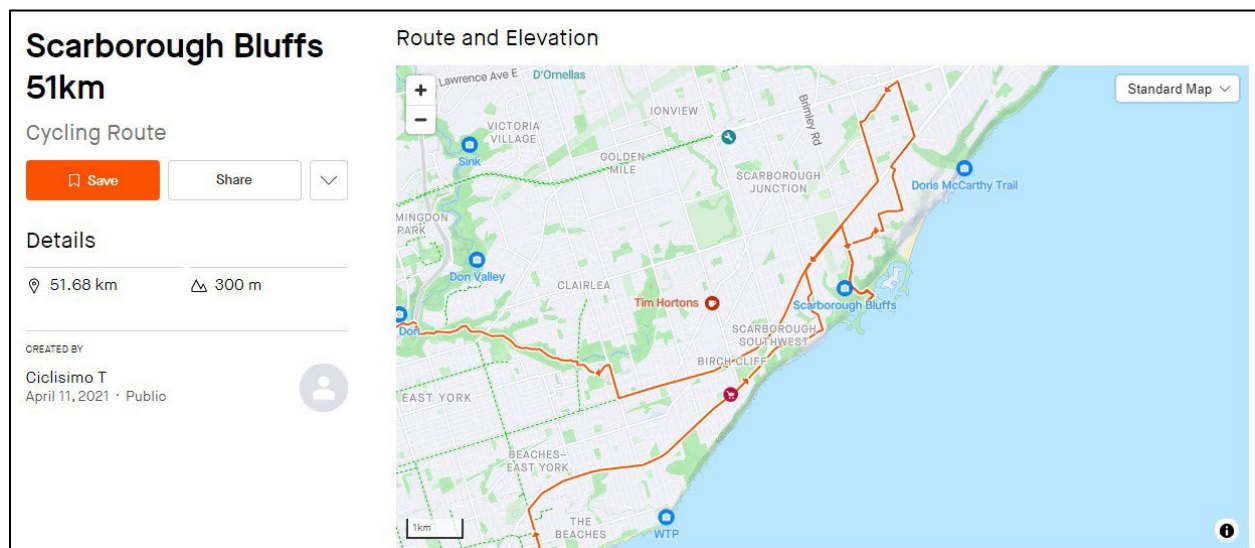 Scarborough Bluffs
51km
Cycling Route
Save
Share
Details
51.68 km
300 m
CREATED BY
Ciclisimo T
April 11, 2021 · Public
Route and Elevation
+
−
Standard Map
Lawrence Ave E
D'Ornellas
IONVIEW
Brimley Rd
VICTORIA
VILLAGE
Sink
GOLDEN
MILE
SCARBOROUGH
JUNCTION
Doris McCarthy Trail
MINGDON
PARK
Don Valley
CLAIRLEA
Tim Hortons
Scarborough Bluffs
Don
SCARBOROUGH
SOUTHWEST
BIRCH CLIFF
EAST YORK
BEACHES–
EAST YORK
THE
BEACHES
WTP
1km